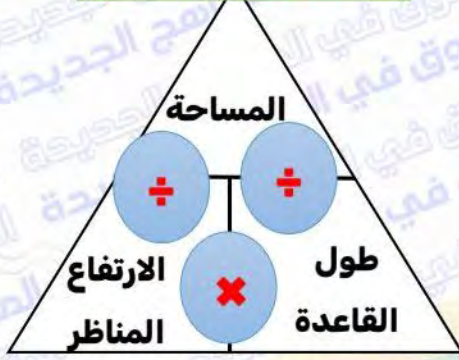 المساحة
÷ ÷
طول
القاعدة
الارتفاع
المناظر
×